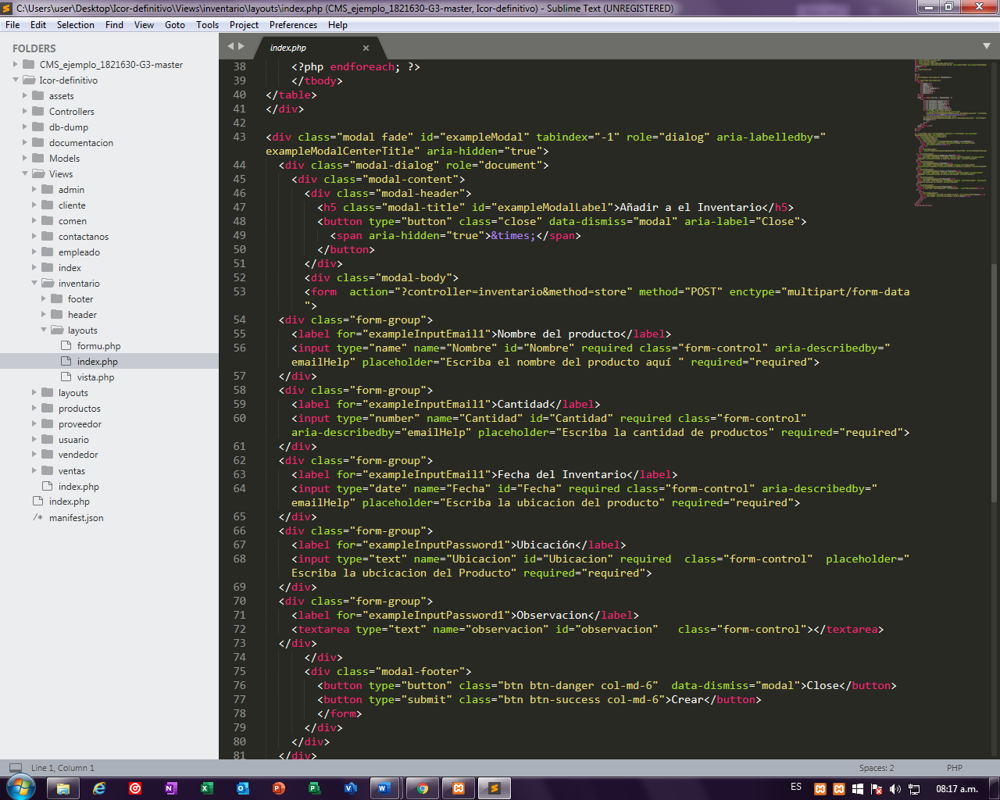 C:\Users\user\Desktop\Icor-definitivo\Views\inventario\layouts\index.php (CMS_ejemplo_1821630-G3-master, Icor-definitivo) - Sublime Text (UNREGISTERED)
File Edit Selection Find View Goto Tools Project Preferences Help
FOLDERS
CMS_ejemplo_1821630-G3-master
Icor-definitivo
assets
Controllers
db-dump
documentacion
Models
Views
admin
cliente
comen
contactanos
empleado
index
inventario
footer
header
layouts
formu.php
index.php
vista.php
layouts
productos
proveedor
usuario
vendedor
ventas
index.php
index.php
/* manifest.json
index.php ×
38 <?php endforeach; ?>
39 </tbody>
40 </table>
41 </div>
42
43 <div class="modal fade" id="exampleModal" tabindex="-1" role="dialog" aria-labelledby="
exampleModalCenterTitle" aria-hidden="true">
44 <div class="modal-dialog" role="document">
45 <div class="modal-content">
46 <div class="modal-header">
47 <h5 class="modal-title" id="exampleModalLabel">Añadir a el Inventario</h5>
48 <button type="button" class="close" data-dismiss="modal" aria-label="Close">
49 <span aria-hidden="true">&times;</span>
50 </button>
51 </div>
52 <div class="modal-body">
53 <form  action="?controller=inventario&method=store" method="POST" enctype="multipart/form-data
">
54 <div class="form-group">
55 <label for="exampleInputEmail1">Nombre del producto</label>
56 <input type="name" name="Nombre" id="Nombre" required class="form-control" aria-describedby="
emailHelp" placeholder="Escriba el nombre del producto aquí " required="required">
57 </div>
58 <div class="form-group">
59 <label for="exampleInputEmail1">Cantidad</label>
60 <input type="number" name="Cantidad" id="Cantidad" required class="form-control"
aria-describedby="emailHelp" placeholder="Escriba la cantidad de productos" required="required">
61 </div>
62 <div class="form-group">
63 <label for="exampleInputEmail1">Fecha del Inventario</label>
64 <input type="date" name="Fecha" id="Fecha" required class="form-control" aria-describedby="
emailHelp" placeholder="Escriba la ubicacion del producto" required="required">
65 </div>
66 <div class="form-group">
67 <label for="exampleInputPassword1">Ubicación</label>
68 <input type="text" name="Ubicacion" id="Ubicacion" required  class="form-control"  placeholder="
Escriba la ubcicacion del Producto" required="required">
69 </div>
70 <div class="form-group">
71 <label for="exampleInputPassword1">Observacion</label>
72 <textarea type="text" name="observacion" id="observacion"   class="form-control"></textarea>
73 </div>
74 </div>
75 <div class="modal-footer">
76 <button type="button" class="btn btn-danger col-md-6"  data-dismiss="modal">Close</button>
77 <button type="submit" class="btn btn-success col-md-6">Crear</button>
78 </form>
79 </div>
80 </div>
81 </div>
Line 1, Column 1
Spaces: 2
PHP
ES
08:17 a.m.